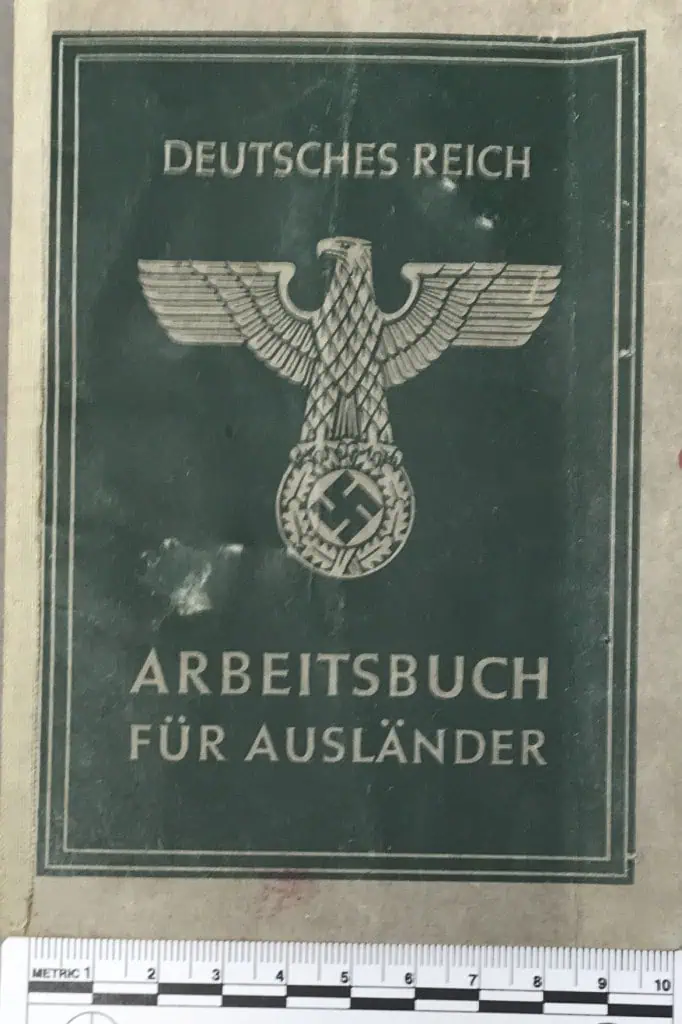 DEUTSCHES REICH
ARBEITSBUCH
FÜR AUSLÄNDER
METRIC 1 2 3 4 5 6 7 8 9 10